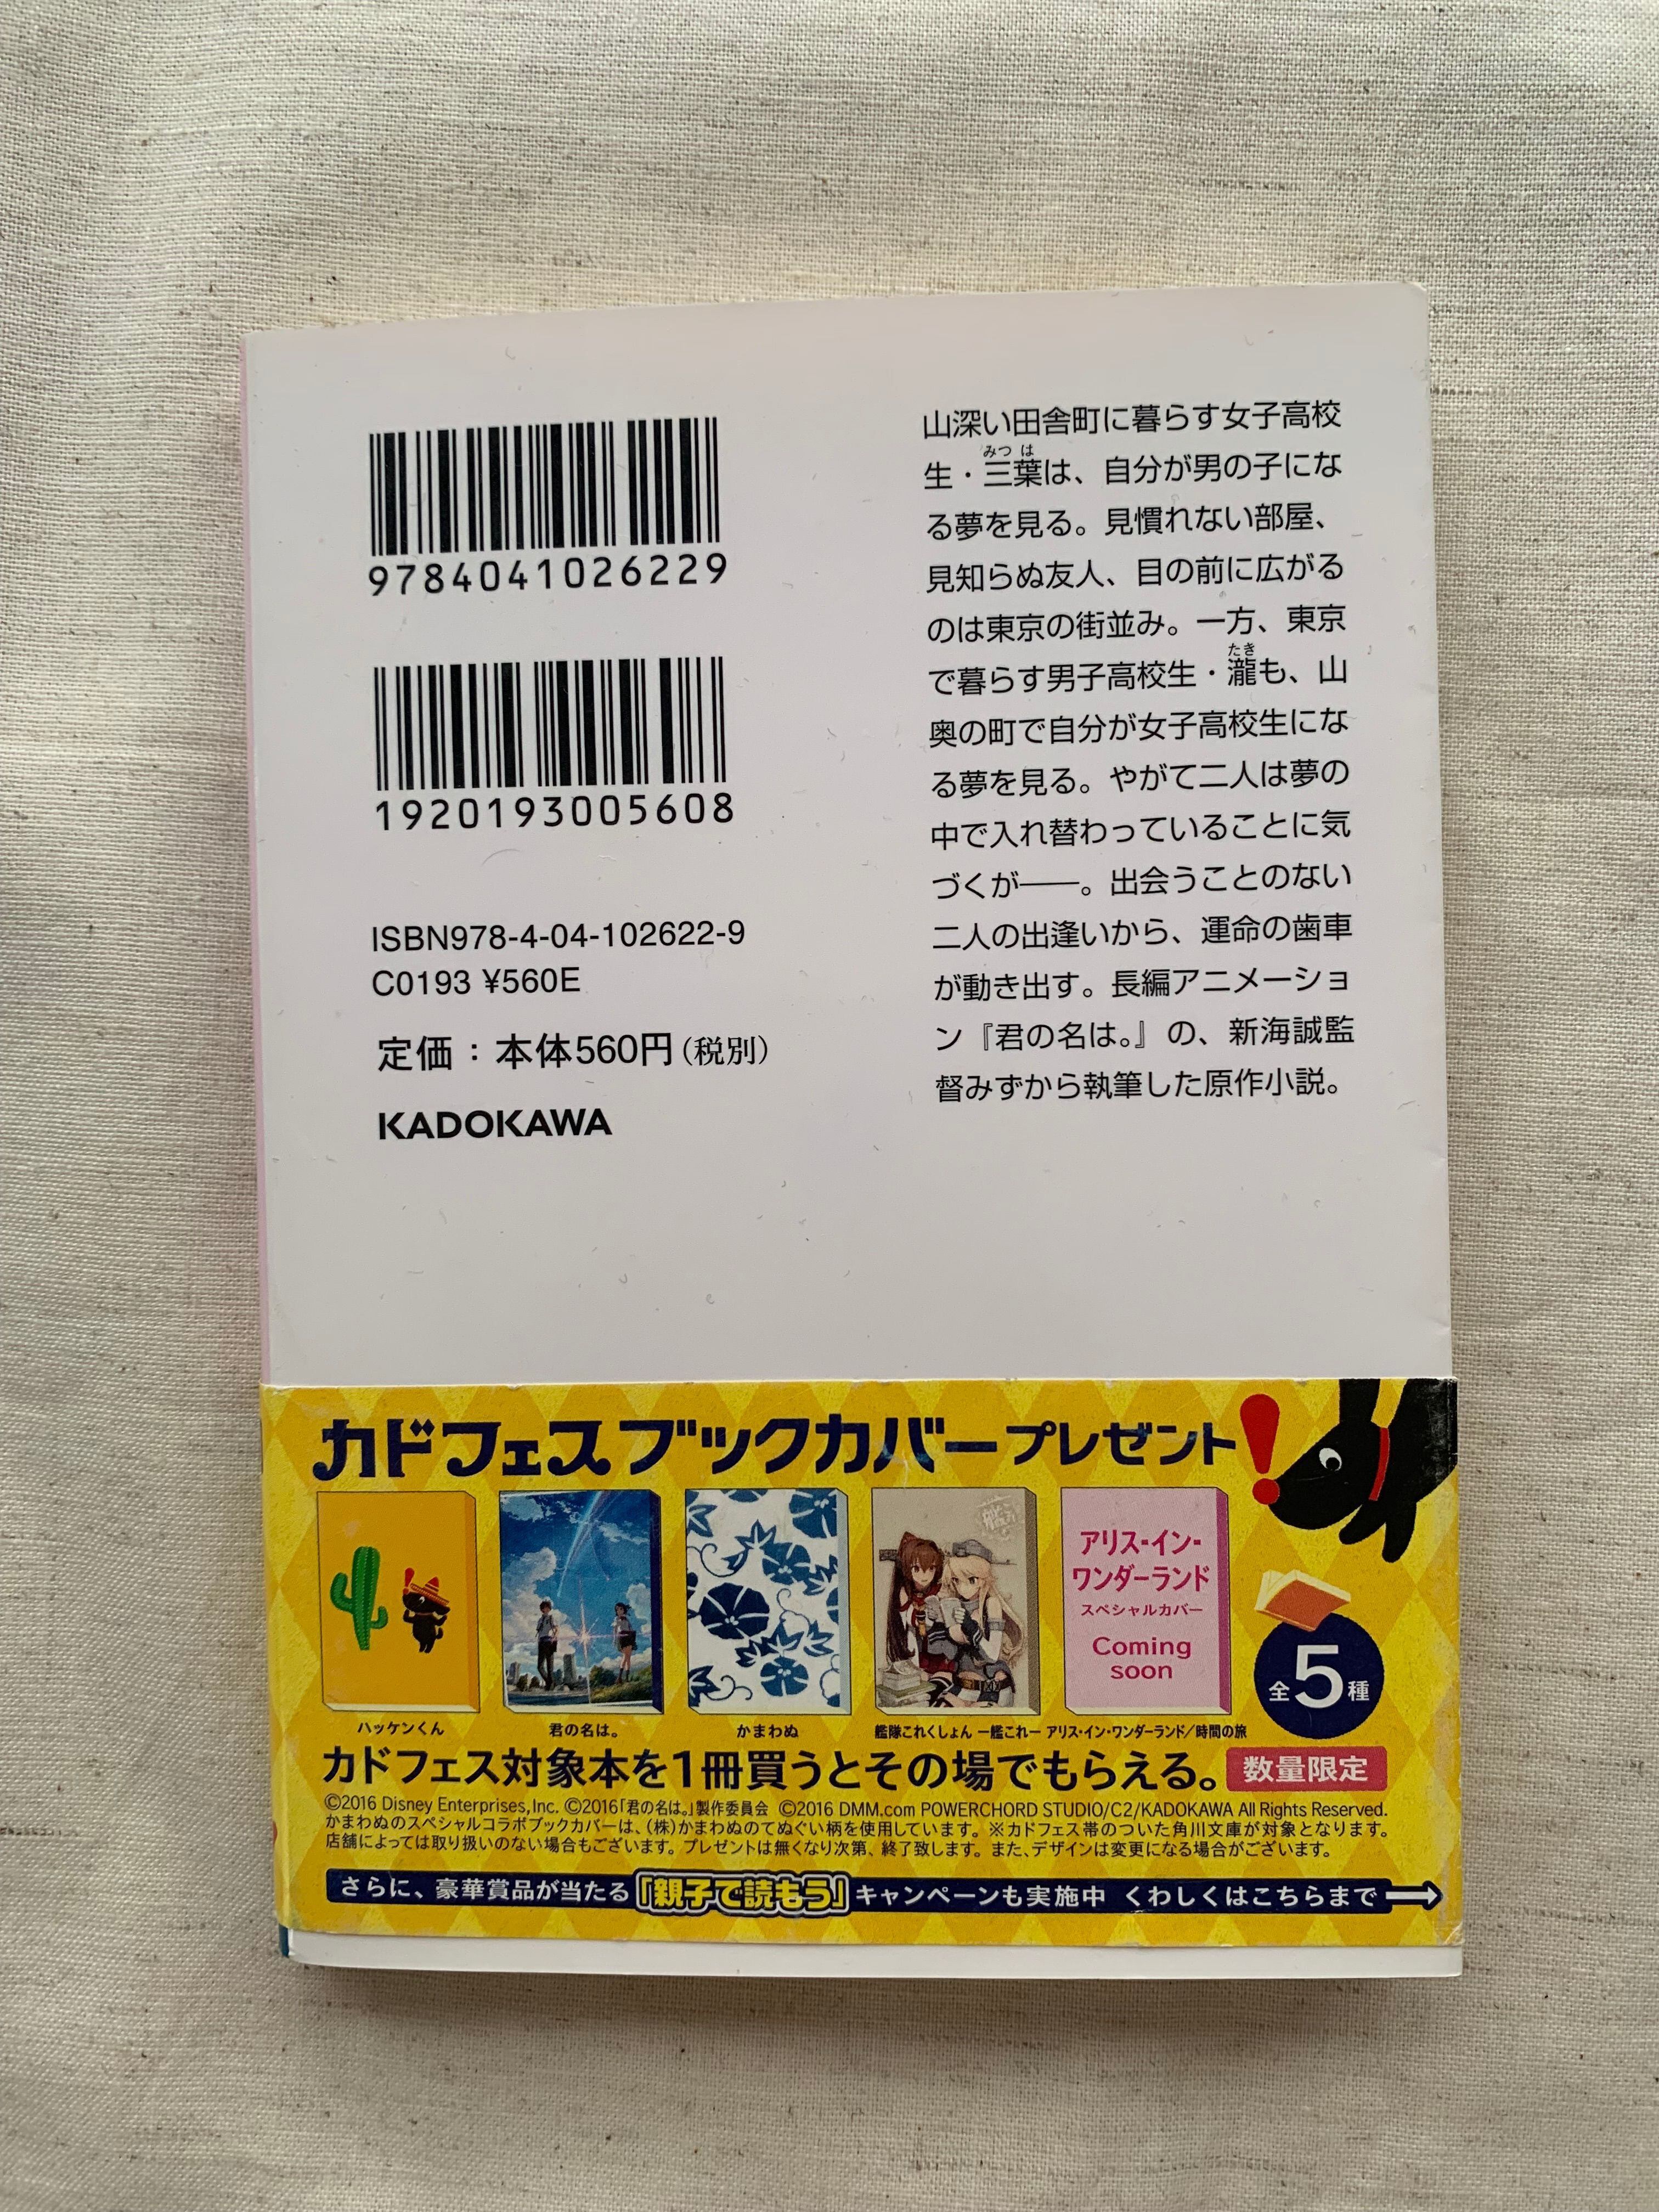 9784041026229
1920193005608
ISBN978-4-04-102622-9
C0193 ¥560E
定価：本体560円（税別）
KADOKAWA
山深い田舎町に暮らす女子高校
みつ は
生・三葉は、自分が男の子にな
る夢を見る。見慣れない部屋、
見知らぬ友人、目の前に広がる
のは東京の街並み。一方、東京
たき
で暮らす男子高校生・瀧も、山
奥の町で自分が女子高校生にな
る夢を見る。やがて二人は夢の
中で入れ替わっていることに気
づくが――。出会うことのない
二人の出逢いから、運命の歯車
が動き出す。長編アニメーショ
ン『君の名は。』の、新海誠監
督みずから執筆した原作小説。
カドフェスブックカバープレゼント
アリス・イン・
ワンダーランド
スペシャルカバー
Coming
soon
全5種
ハッケンくん
君の名は。
かまわぬ
艦隊これくしょん ー艦これー
アリス・イン・ワンダーランド／時間の旅
カドフェス対象本を1冊買うとその場でもらえる。 数量限定
©2016 Disney Enterprises,Inc. ©2016「君の名は。」製作委員会 ©2016 DMM.com POWERCHORD STUDIO/C2/KADOKAWA All Rights Reserved.
かまわぬのスペシャルコラボブックカバーは、(株)かまわぬのてぬぐい柄を使用しています。※カドフェス帯のついた角川文庫が対象となります。
店舗によっては取り扱いのない場合もございます。プレゼントは無くなり次第、終了致します。また、デザインは変更になる場合がございます。
さらに、豪華賞品が当たる「親子で読もう」キャンペーンも実施中 くわしくはこちらまで